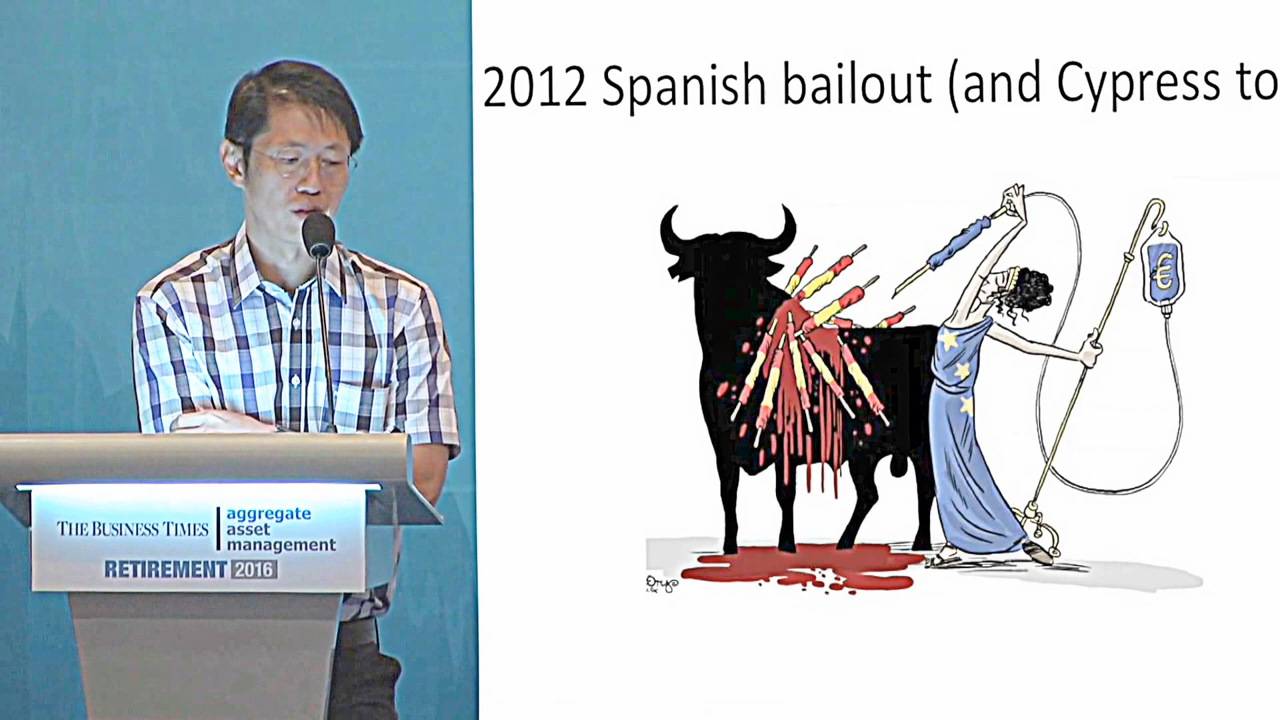 2012 Spanish bailout (and Cypress to
€
THE BUSINESS TIMES
aggregate
asset
management
RETIREMENT 2016